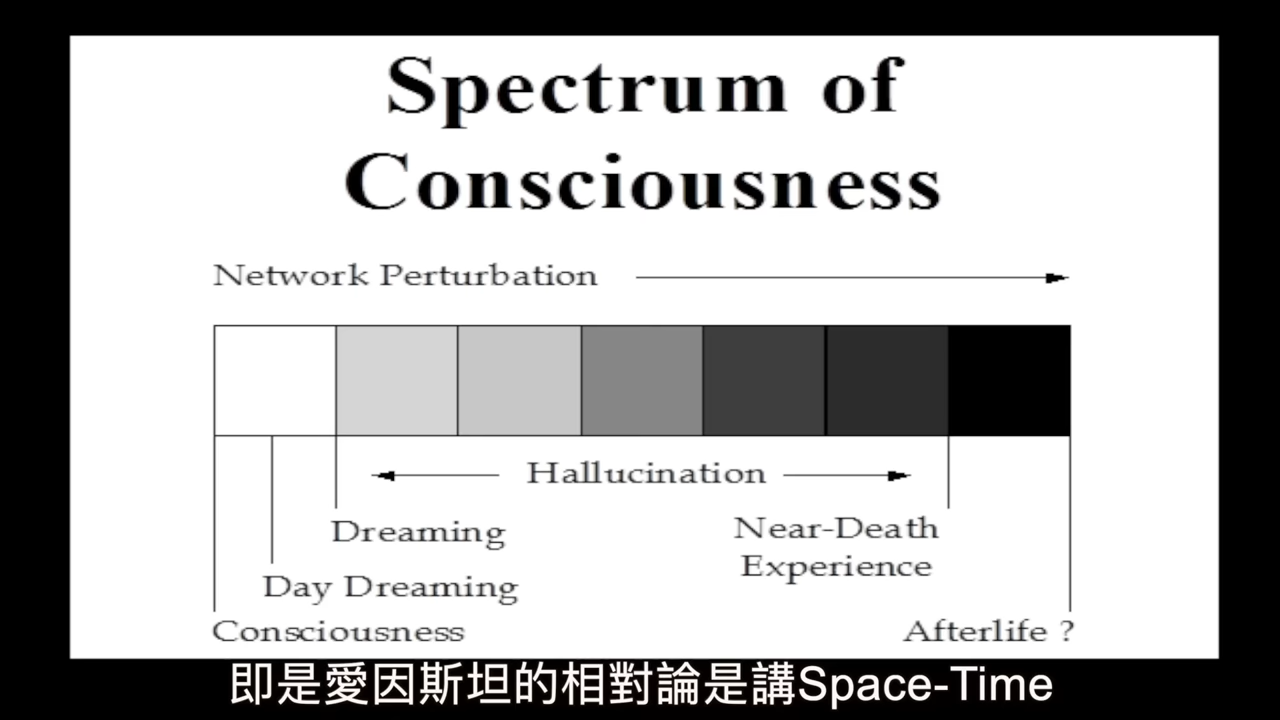 Spectrum of
Consciousness
Network Perturbation
Hallucination
Dreaming
Near-Death
Experience
Day Dreaming
Consciousness
Afterlife ?
即是愛因斯坦的相對論是講Space-Time